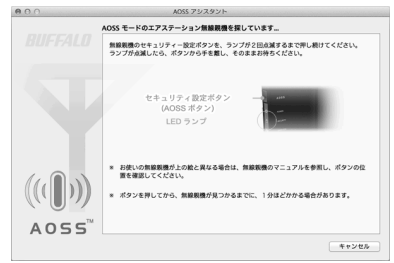 AOSS アシスタント
AOSS モードのエアステーション無線親機を探しています...
BUFFALO
無線親機のセキュリティー設定ボタンを、ランプが2回点滅するまで押し続けてください。
ランプが点滅したら、ボタンから手を離し、そのままお待ちください。
セキュリティ設定ボタン
(AOSS ボタン)
LED ランプ
※ お使いの無線親機が上の絵と異なる場合は、無線親機のマニュアルを参照し、ボタンの位
置を確認してください。
※ ボタンを押してから、無線親機が見つかるまでに、1分ほどかかる場合があります。
AOSS™
キャンセル